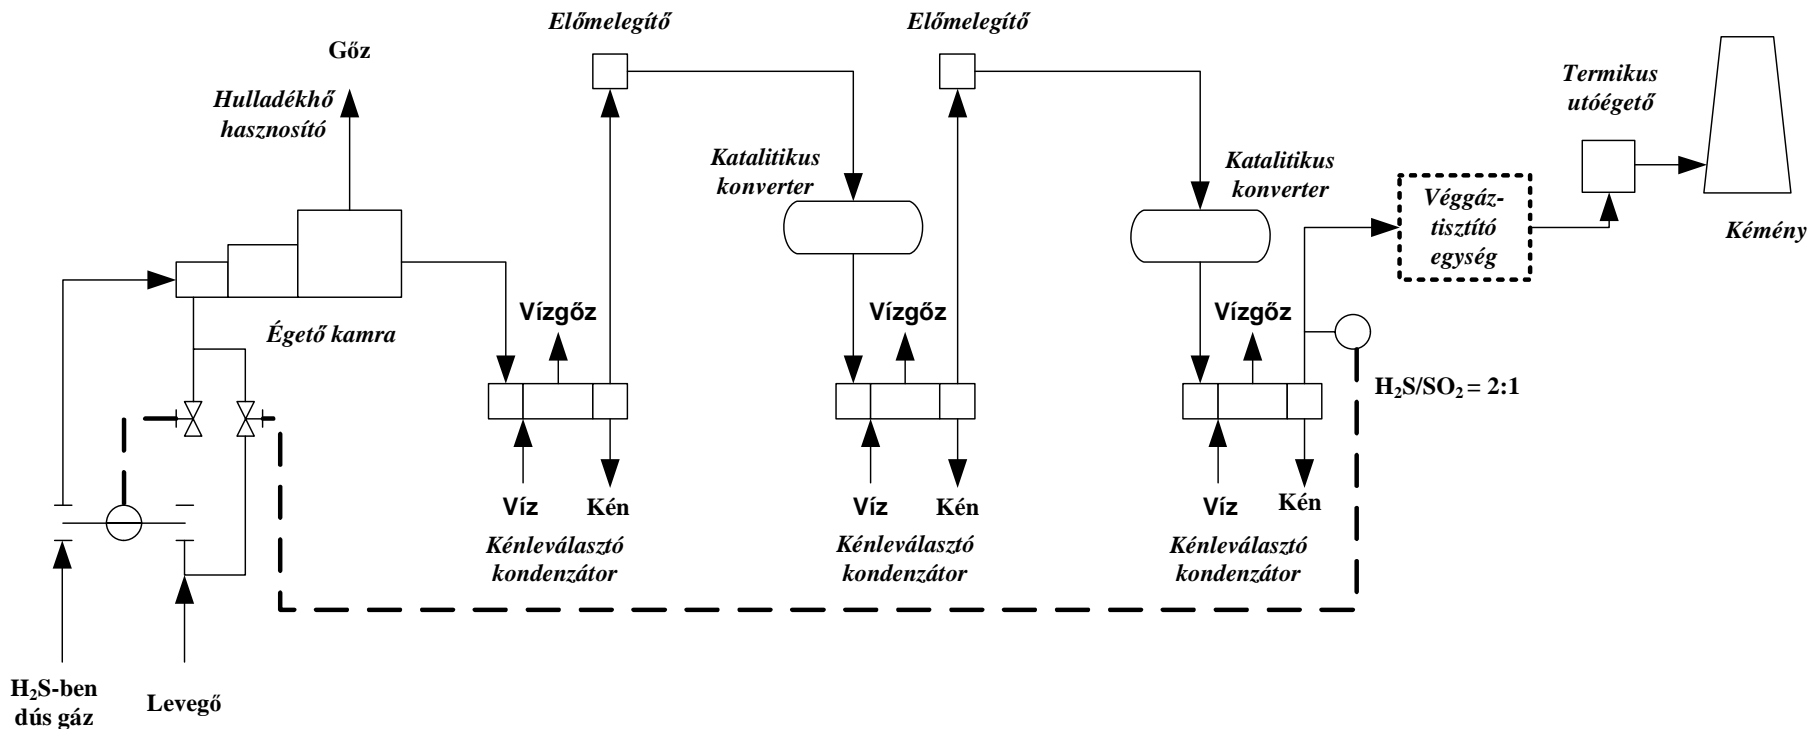 Előmelegítő
Előmelegítő
Gőz
Hulladékhő
hasznosító
Termikus
utóégető
Katalitikus
konverter
Katalitikus
konverter
Véggáz-
tisztító
egység
Kémény
Égető kamra
Vízgőz
Vízgőz
Vízgőz
H₂S/SO₂ = 2:1
Víz
Kén
Víz
Kén
Víz
Kén
Kénleválasztó
kondenzátor
Kénleválasztó
kondenzátor
Kénleválasztó
kondenzátor
H₂S-ben
dús gáz
Levegő